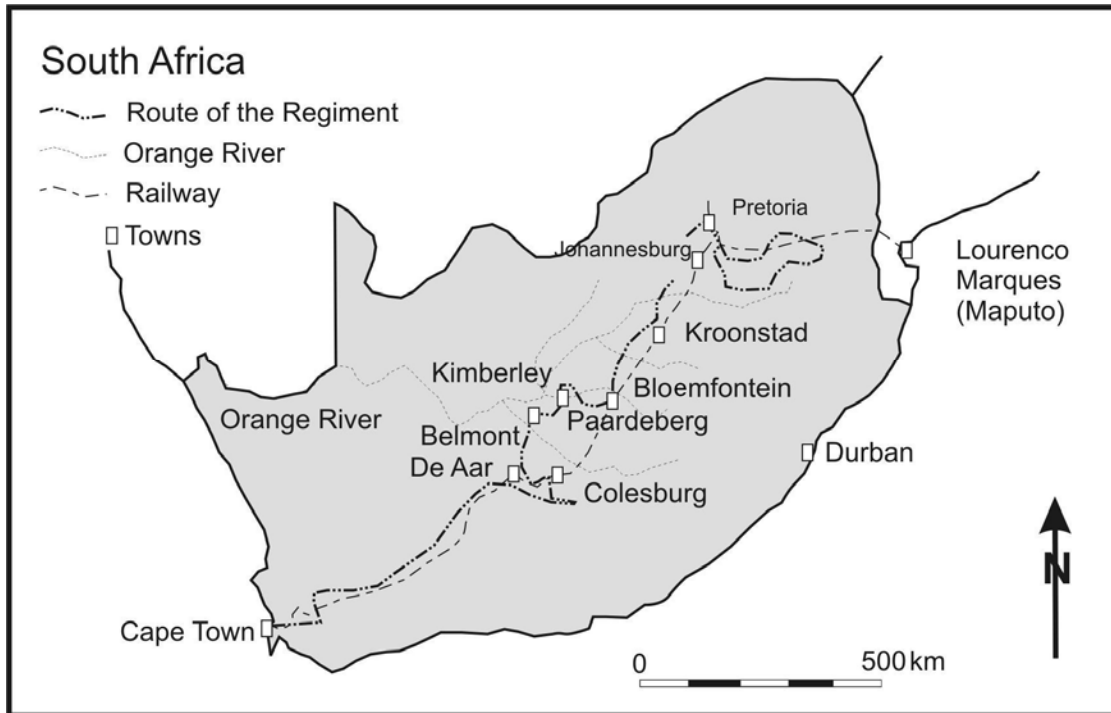 South Africa
Route of the Regiment
Orange River
Railway
Towns
Pretoria
Johannesburg
Lourenco
Marques
(Maputo)
Kroonstad
Kimberley
Bloemfontein
Orange River
Paardeberg
Belmont
De Aar
Durban
Colesburg
N
Cape Town
0
500 km